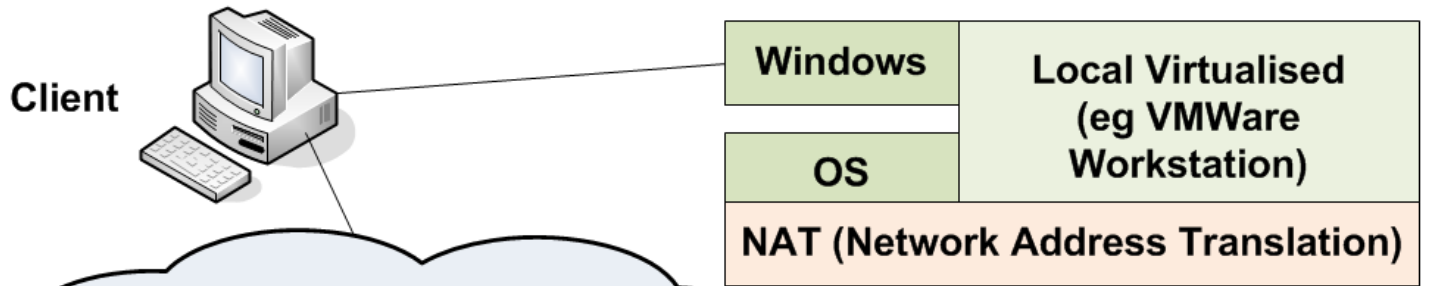 Client
Windows
Local Virtualised
(eg VMWare
Workstation)
OS
NAT (Network Address Translation)